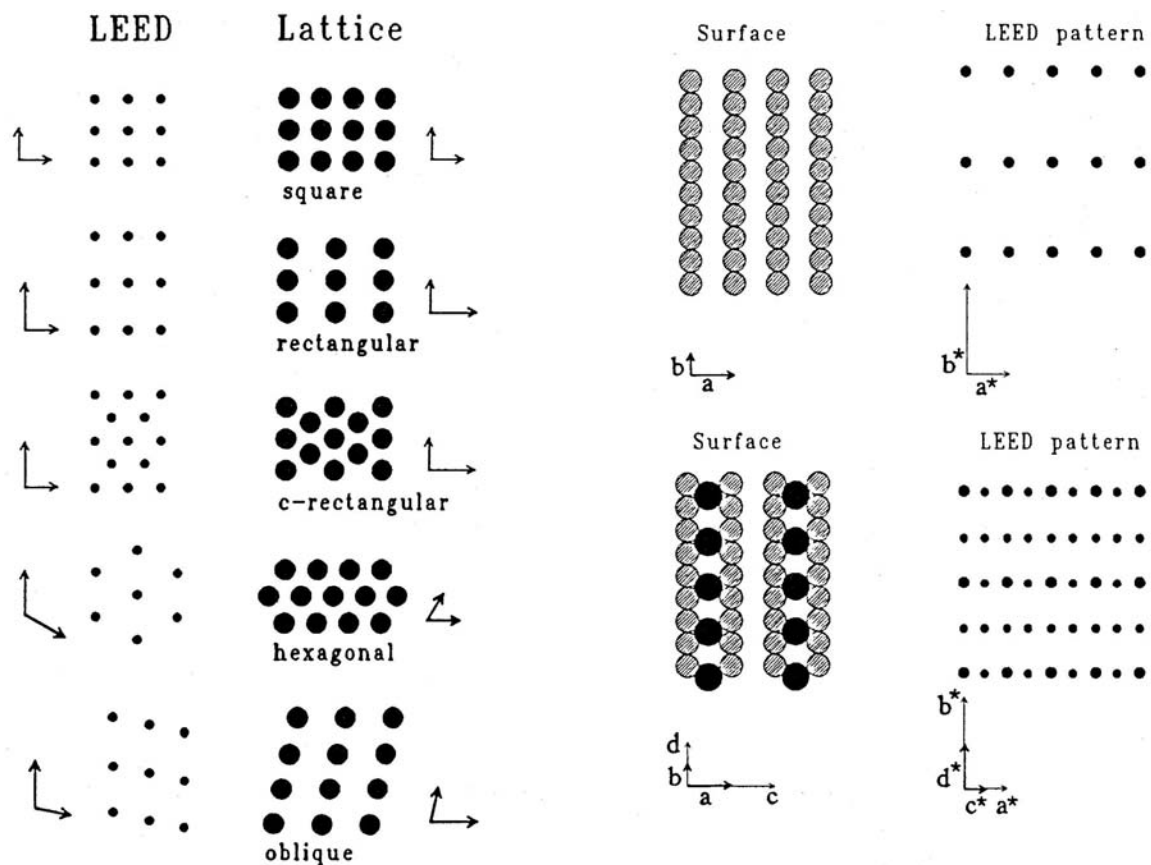 LEED Lattice
square
rectangular
c-rectangular
hexagonal
oblique
Surface LEED pattern
b a
b* a*
Surface LEED pattern
d
b
a c
b*
d*
c* a*